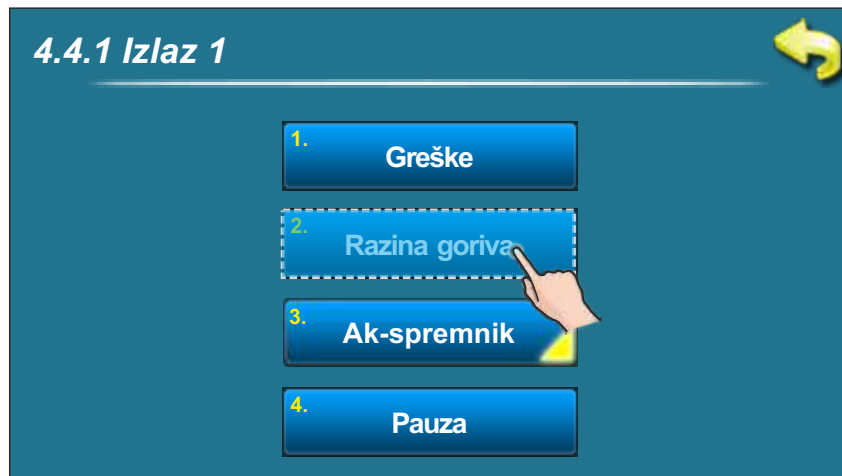 4.4.1 Izlaz 1
1.
Greške
2.
Razina goriva
3.
Ak-spremnik
4.
Pauza